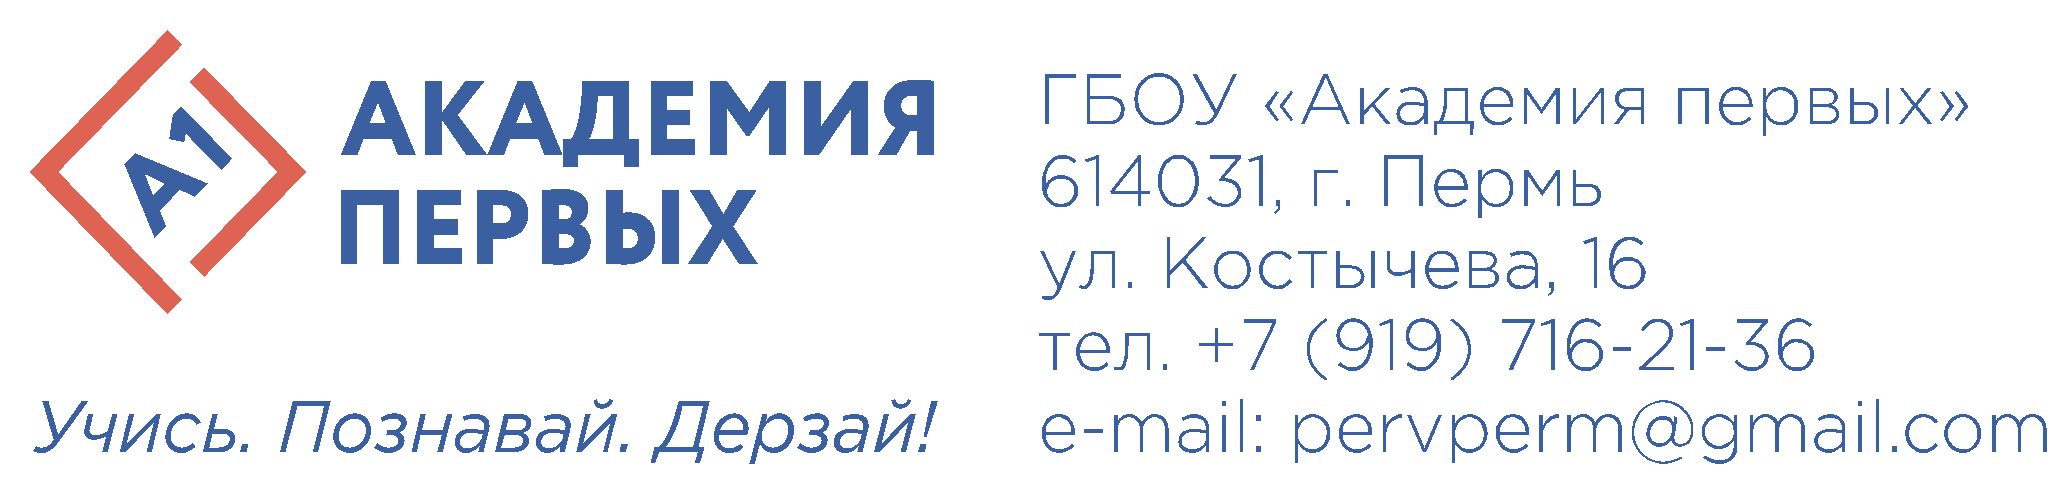 А1
АКАДЕМИЯ
ПЕРВЫХ
Учись. Познавай. Дерзай!
ГБОУ «Академия первых»
614031, г. Пермь
ул. Костычева, 16
тел. +7 (919) 716-21-36
e-mail: pervperm@gmail.com